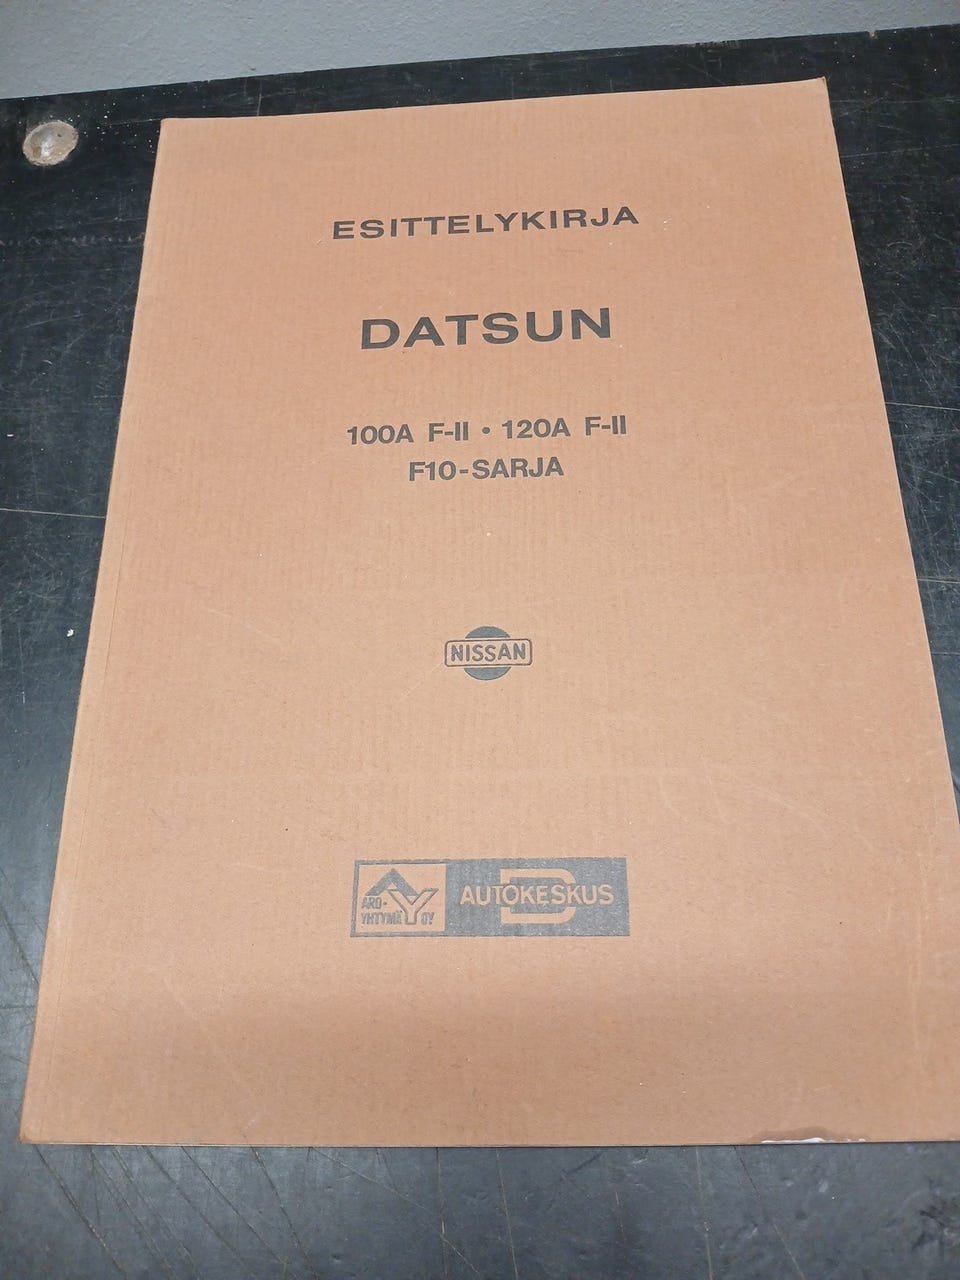 ESITTELYKIRJA
DATSUN
100A F-II • 120A F-II
F10-SARJA
NISSAN
ARO-
YHTYMÄ OY
AUTOKESKUS